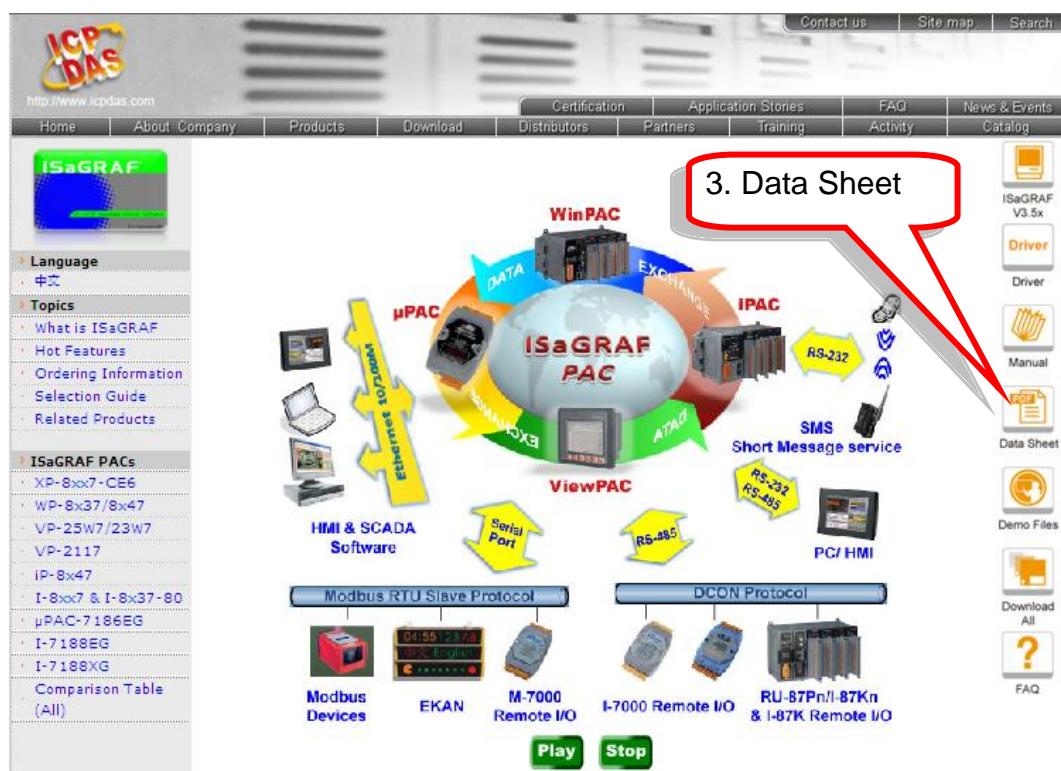 Contact us | Site map | Search
ICP
DAS
http://www.icpdas.com
Certification | Application Stories | FAQ | News & Events
Home | About Company | Products | Download | Distributors | Partners | Training | Activity | Catalog
ISaGRAF
Language
中文
Topics
What is ISaGRAF
Hot Features
Ordering Information
Selection Guide
Related Products
ISaGRAF PACs
XP-8xx7-CE6
WP-8x37/8x47
VP-25W7/23W7
VP-2117
iP-8x47
I-8xx7 & I-8x37-80
µPAC-7186EG
I-7188EG
I-7188XG
Comparison Table
(All)
3. Data Sheet
WinPAC
DATA
EXCHANGE
µPAC
iPAC
ISaGRAF
PAC
EXCHANGE
DATA
ViewPAC
Ethernet 10/100M
HMI & SCADA
Software
RS-232
SMS
Short Message service
RS-232
RS-485
PC/ HMI
Serial
Port
RS-485
Modbus RTU Slave Protocol
DCON Protocol
04:55
中文 English
Modbus
Devices
EKAN
M-7000
Remote I/O
I-7000 Remote I/O
RU-87Pn/I-87Kn
& I-87K Remote I/O
Play
Stop
ISaGRAF
V3.5x
Driver
Driver
Manual
PDF
Data Sheet
Demo Files
Download
All
?
FAQ